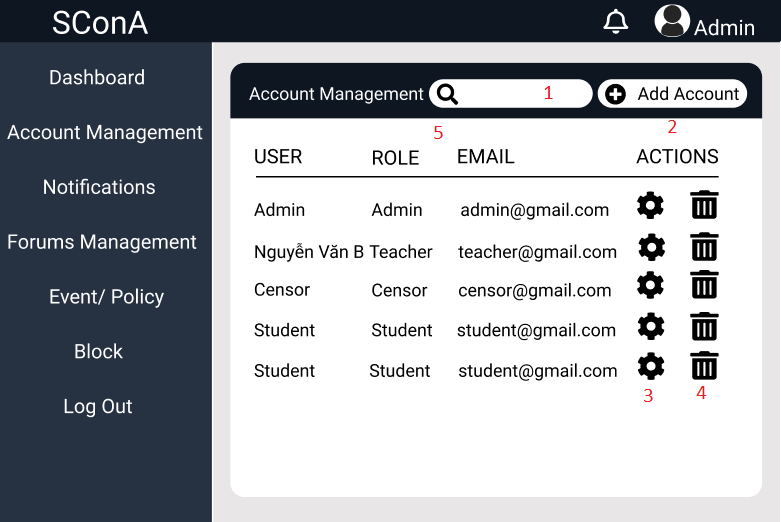 SConA
Admin
Dashboard
Account Management
Notifications
Forums Management
Event/ Policy
Block
Log Out
Account Management 1 Add Account
5 2
USER ROLE EMAIL ACTIONS
Admin Admin admin@gmail.com
Nguyễn Văn B Teacher teacher@gmail.com
Censor Censor censor@gmail.com
Student Student student@gmail.com
Student Student student@gmail.com
3 4